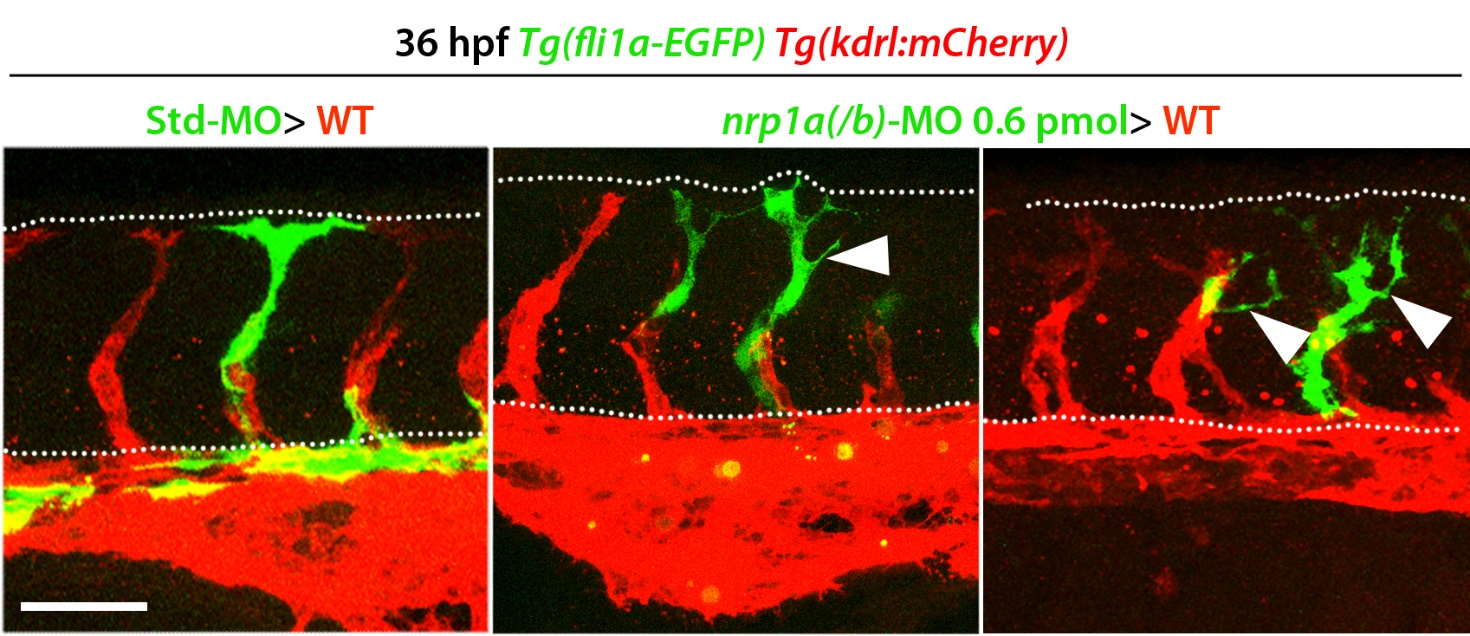 36 hpf Tg(fli1a-EGFP) Tg(kdrl:mCherry)
Std-MO> WT
nrp1a(/b)-MO 0.6 pmol> WT